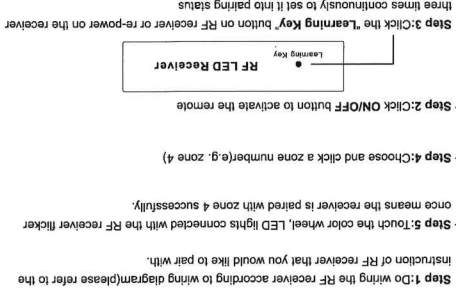 Step 1:Do wiring the RF receiver according to wiring diagram(please refer to the
instruction of RF receiver that you would like to pair with.
Step 5:Touch the color wheel, LED lights connected with the RF receiver flicker
once means the receiver is paired with zone 4 successfully.
Step 4:Choose and click a zone number(e.g. zone 4)
Step 2:Click ON/OFF button to activate the remote
RF LED Receiver
Learning Key
Step 3:Click the "Learning Key" button on RF receiver or re-power on the receiver
three times continuously to set it into pairing status